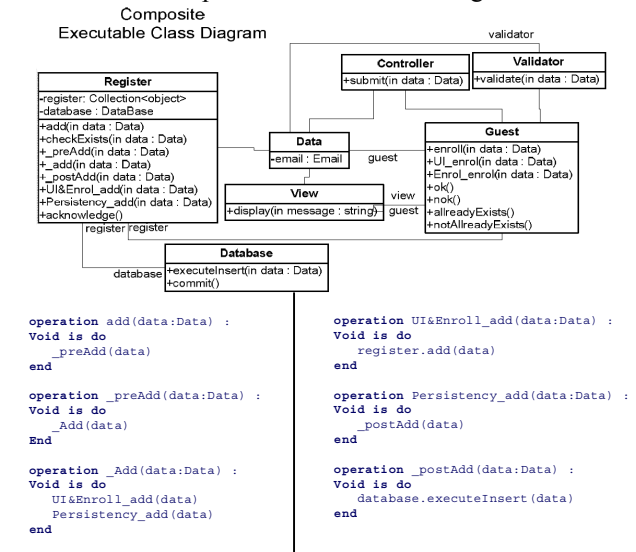 Composite
Executable Class Diagram
validator
Controller
+submit(in data : Data)
Validator
+validate(in data : Data)
Register
-register: Collection<object>
-database : DataBase
+add(in data : Data)
+checkExists(in data : Data)
+_preAdd(in data : Data)
+_add(in data : Data)
+_postAdd(in data : Data)
+UI&Enrol_add(in data : Data)
+Persistency_add(in data : Data)
+acknowledge()
Data
-email : Email
guest
Guest
+enroll(in data : Data)
+UI_enrol(in data : Data)
+Enrol_enrol(in data : Data)
+ok()
+nok()
+allreadyExists()
+notAllreadyExists()
View
+display(in message : string)
view
guest
register register
Database
+executeInsert(in data : Data)
+commit()
database
operation add(data:Data) :
Void is do
_preAdd(data)
end
operation _preAdd(data:Data) :
Void is do
_Add(data)
End
operation _Add(data:Data) :
Void is do
UI&Enroll_add(data)
Persistency_add(data)
end
operation UI&Enroll_add(data:Data) :
Void is do
register.add(data)
end
operation Persistency_add(data:Data) :
Void is do
_postAdd(data)
end
operation _postAdd(data:Data) :
Void is do
database.executeInsert(data)
end